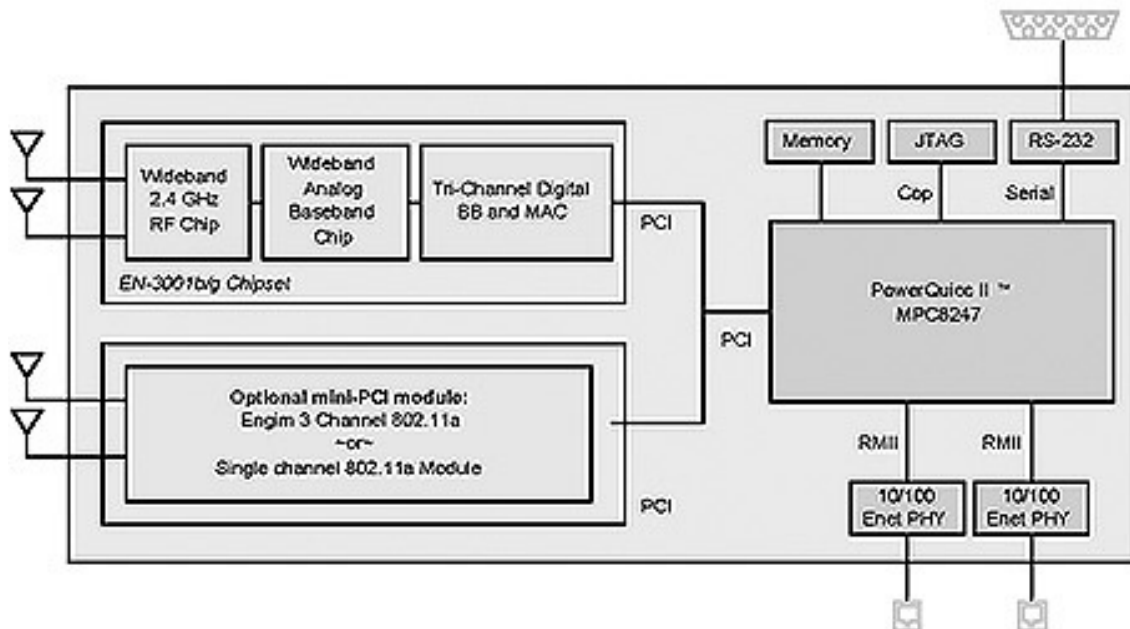 Wideband
2.4 GHz
RF Chip
Wideband
Analog
Baseband
Chip
Tri-Channel Digital
BB and MAC
EN-3001b/g Chipset
PCI
Optional mini-PCI module:
Engim 3 Channel 802.11a
~or~
Single channel 802.11a Module
PCI
PCI
Memory
JTAG
RS-232
Cop
Serial
PowerQuicc II ™
MPC8247
RMII
RMII
10/100
Enet PHY
10/100
Enet PHY